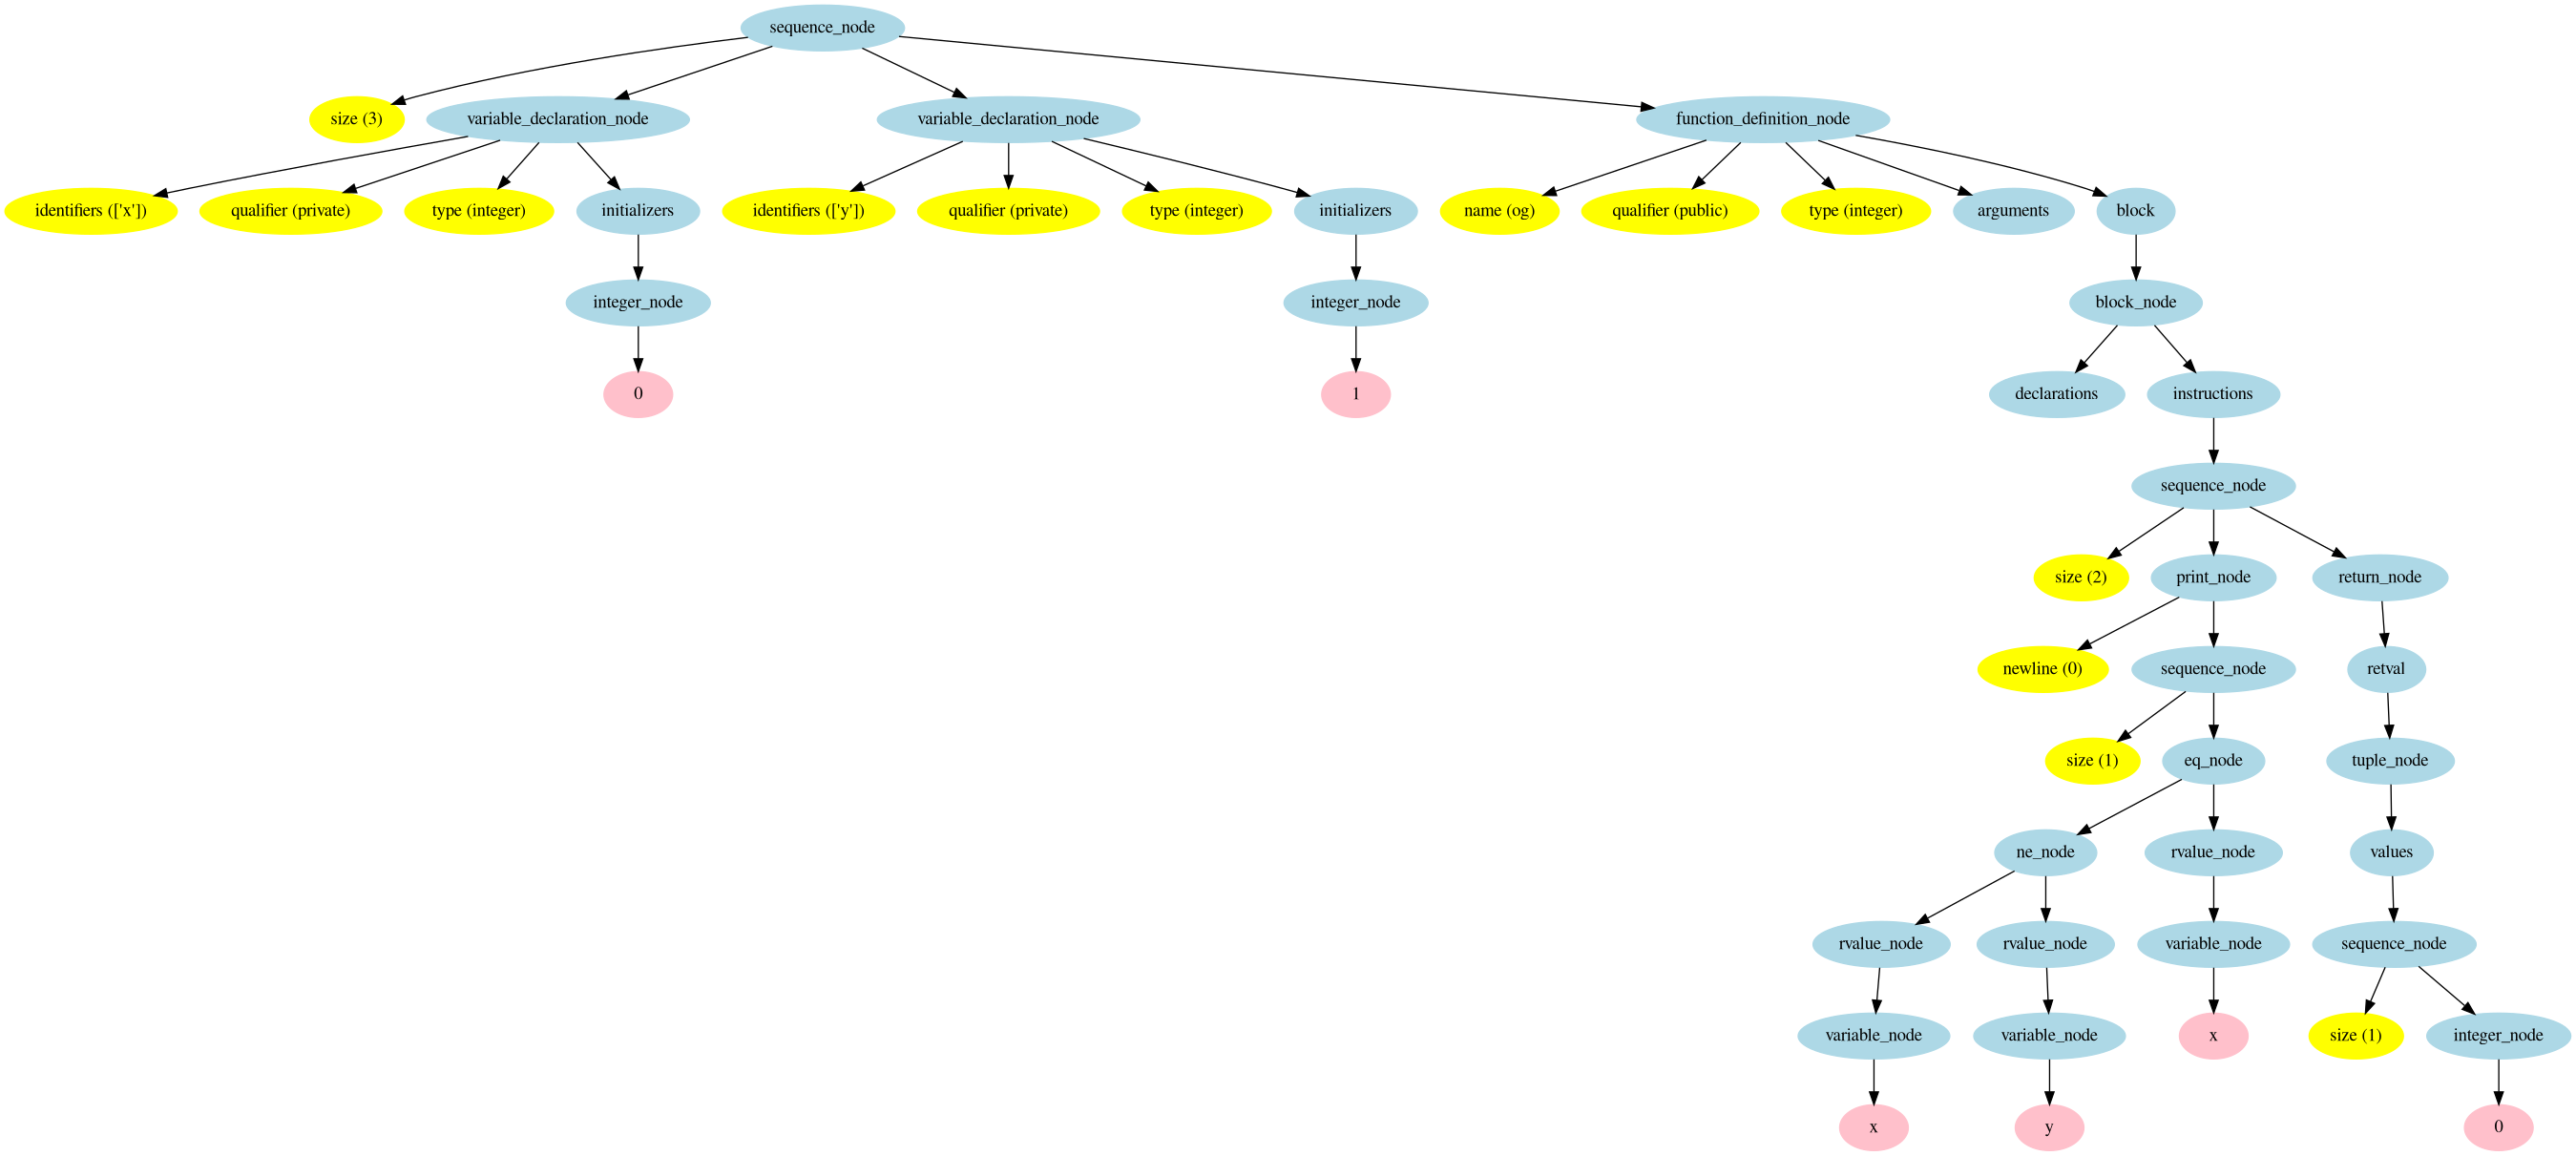 sequence_node
size (3)
variable_declaration_node
variable_declaration_node
function_definition_node
identifiers (['x'])
qualifier (private)
type (integer)
initializers
identifiers (['y'])
qualifier (private)
type (integer)
initializers
name (og)
qualifier (public)
type (integer)
arguments
block
integer_node
integer_node
block_node
0
1
declarations
instructions
sequence_node
size (2)
print_node
return_node
newline (0)
sequence_node
retval
size (1)
eq_node
tuple_node
ne_node
rvalue_node
values
rvalue_node
rvalue_node
variable_node
sequence_node
variable_node
variable_node
x
size (1)
integer_node
x
y
0